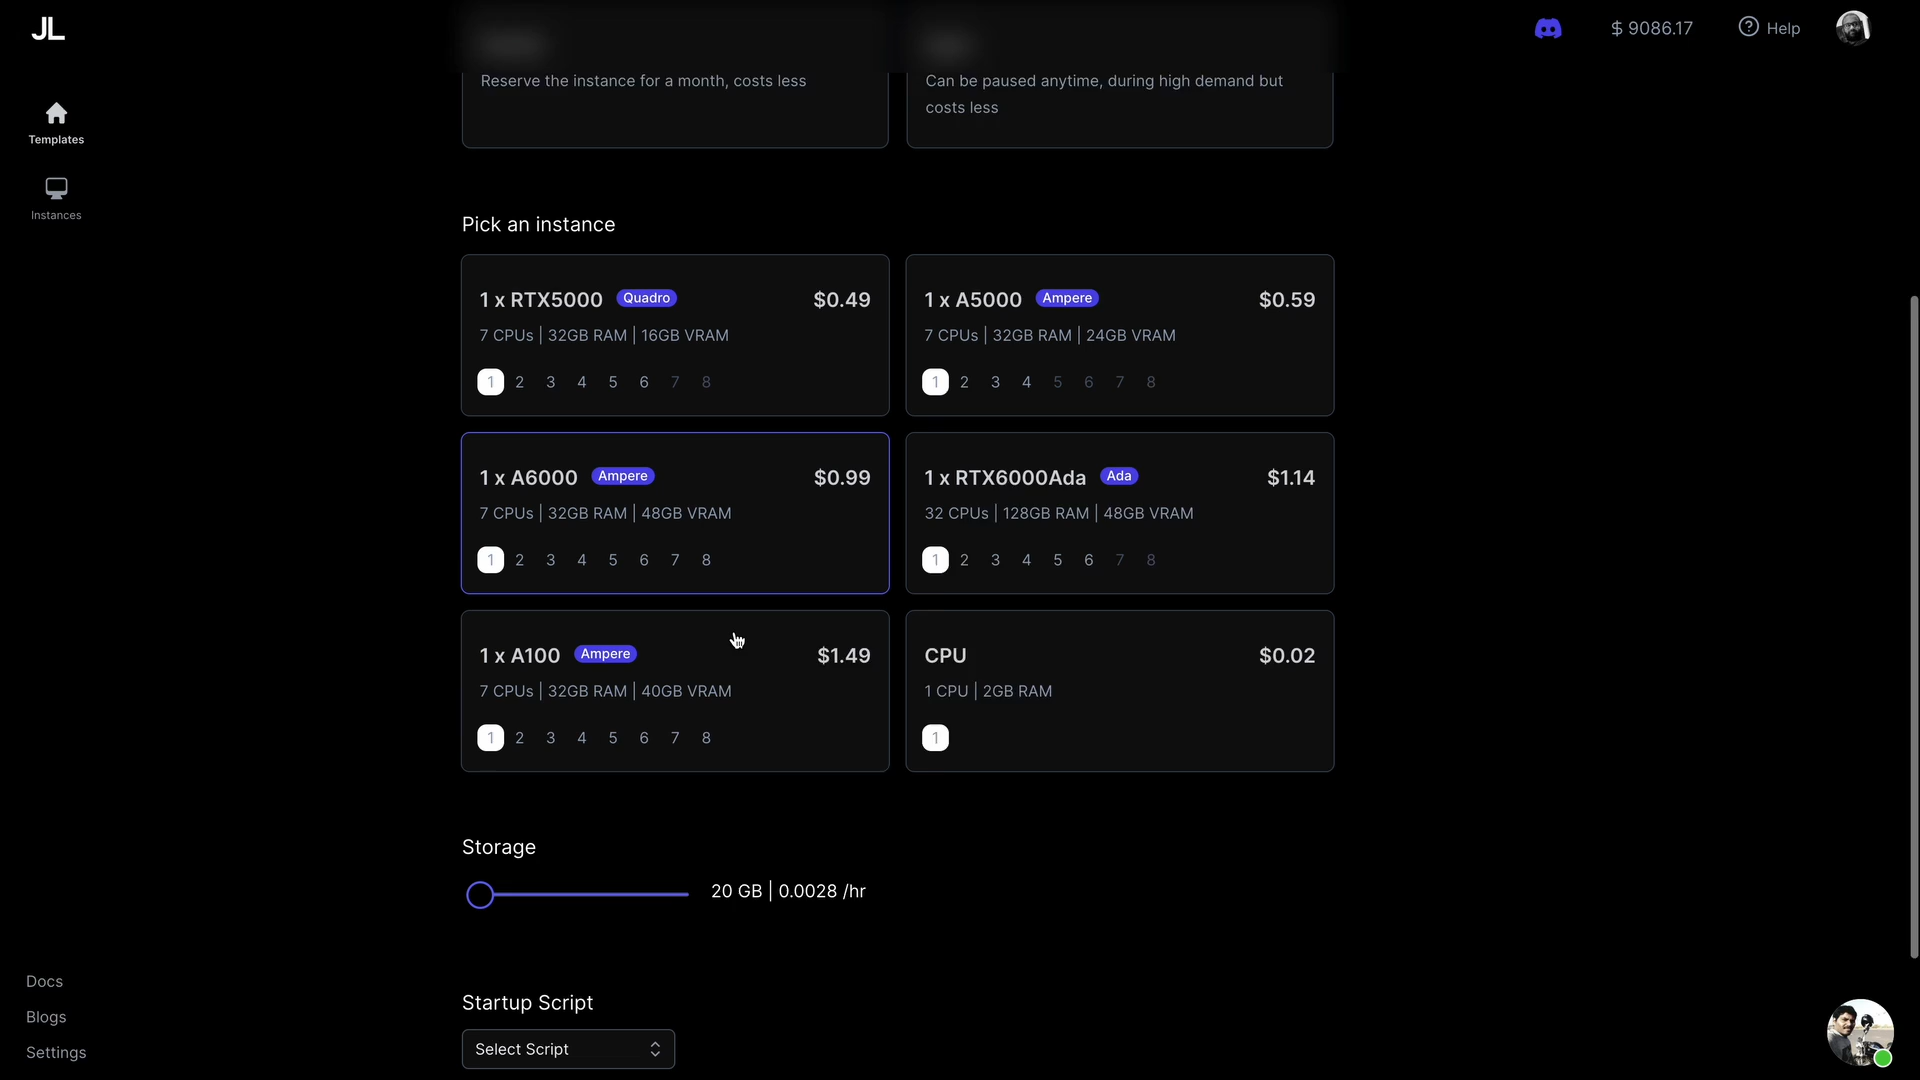 JL
$ 9086.17
Help
Templates
Instances
Reserve the instance for a month, costs less
Can be paused anytime, during high demand but
costs less
Pick an instance
1 x RTX5000 Quadro $0.49
7 CPUs | 32GB RAM | 16GB VRAM
1 2 3 4 5 6 7 8
1 x A5000 Ampere $0.59
7 CPUs | 32GB RAM | 24GB VRAM
1 2 3 4 5 6 7 8
1 x A6000 Ampere $0.99
7 CPUs | 32GB RAM | 48GB VRAM
1 2 3 4 5 6 7 8
1 x RTX6000Ada Ada $1.14
32 CPUs | 128GB RAM | 48GB VRAM
1 2 3 4 5 6 7 8
1 x A100 Ampere $1.49
7 CPUs | 32GB RAM | 40GB VRAM
1 2 3 4 5 6 7 8
CPU $0.02
1 CPU | 2GB RAM
1
Storage
20 GB | 0.0028 /hr
Startup Script
Select Script
Docs
Blogs
Settings